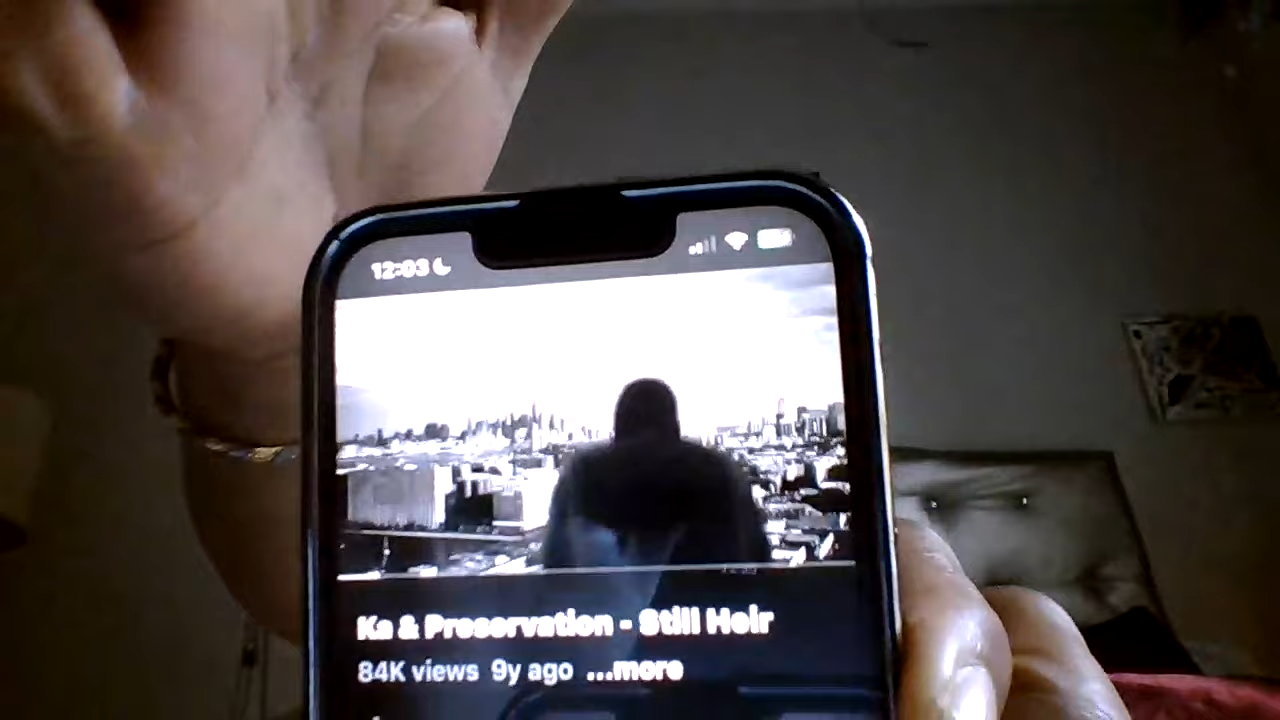 12:03
Ka & Preservation - Still Heir
84K views 9y ago ...more